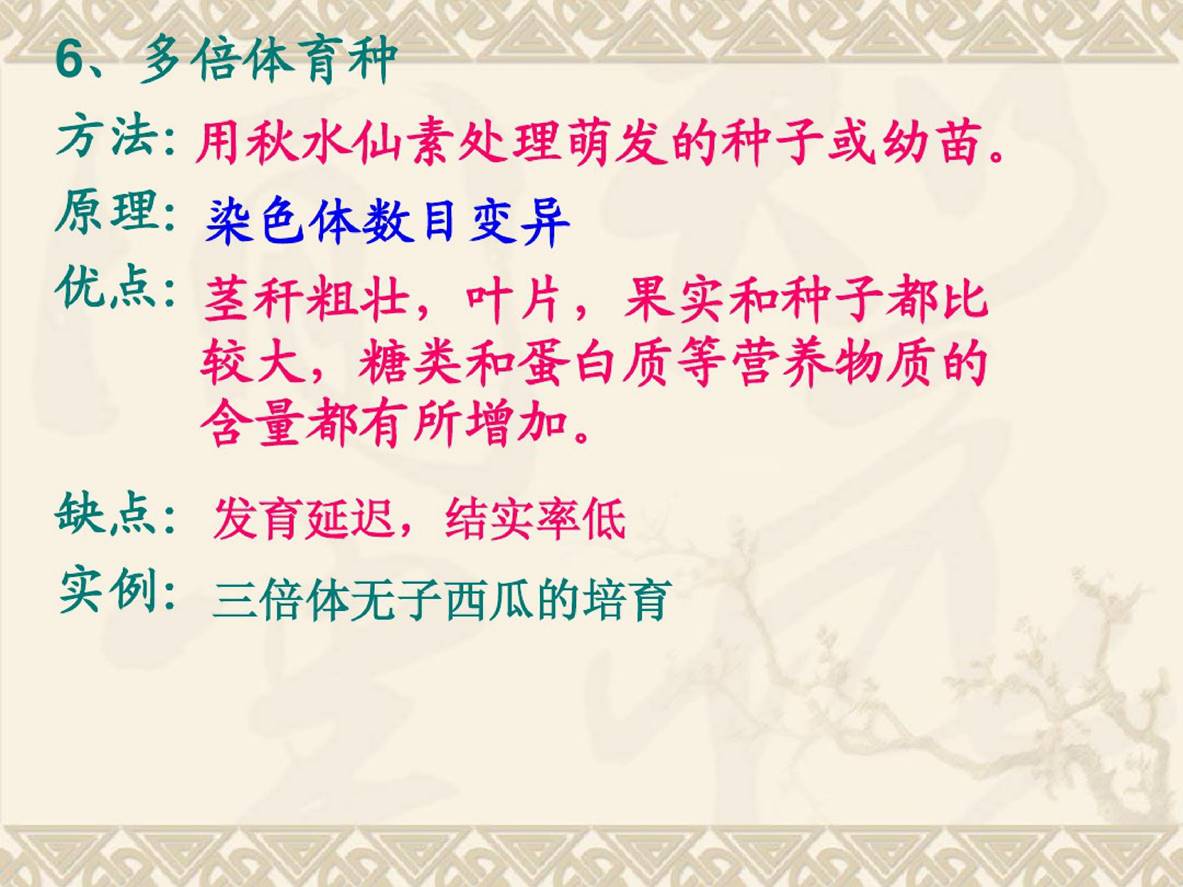 6、多倍体育种
方法：用秋水仙素处理萌发的种子或幼苗。
原理：染色体数目变异
优点：茎秆粗壮，叶片，果实和种子都比
较大，糖类和蛋白质等营养物质的
含量都有所增加。
缺点：发育延迟，结实率低
实例：三倍体无子西瓜的培育